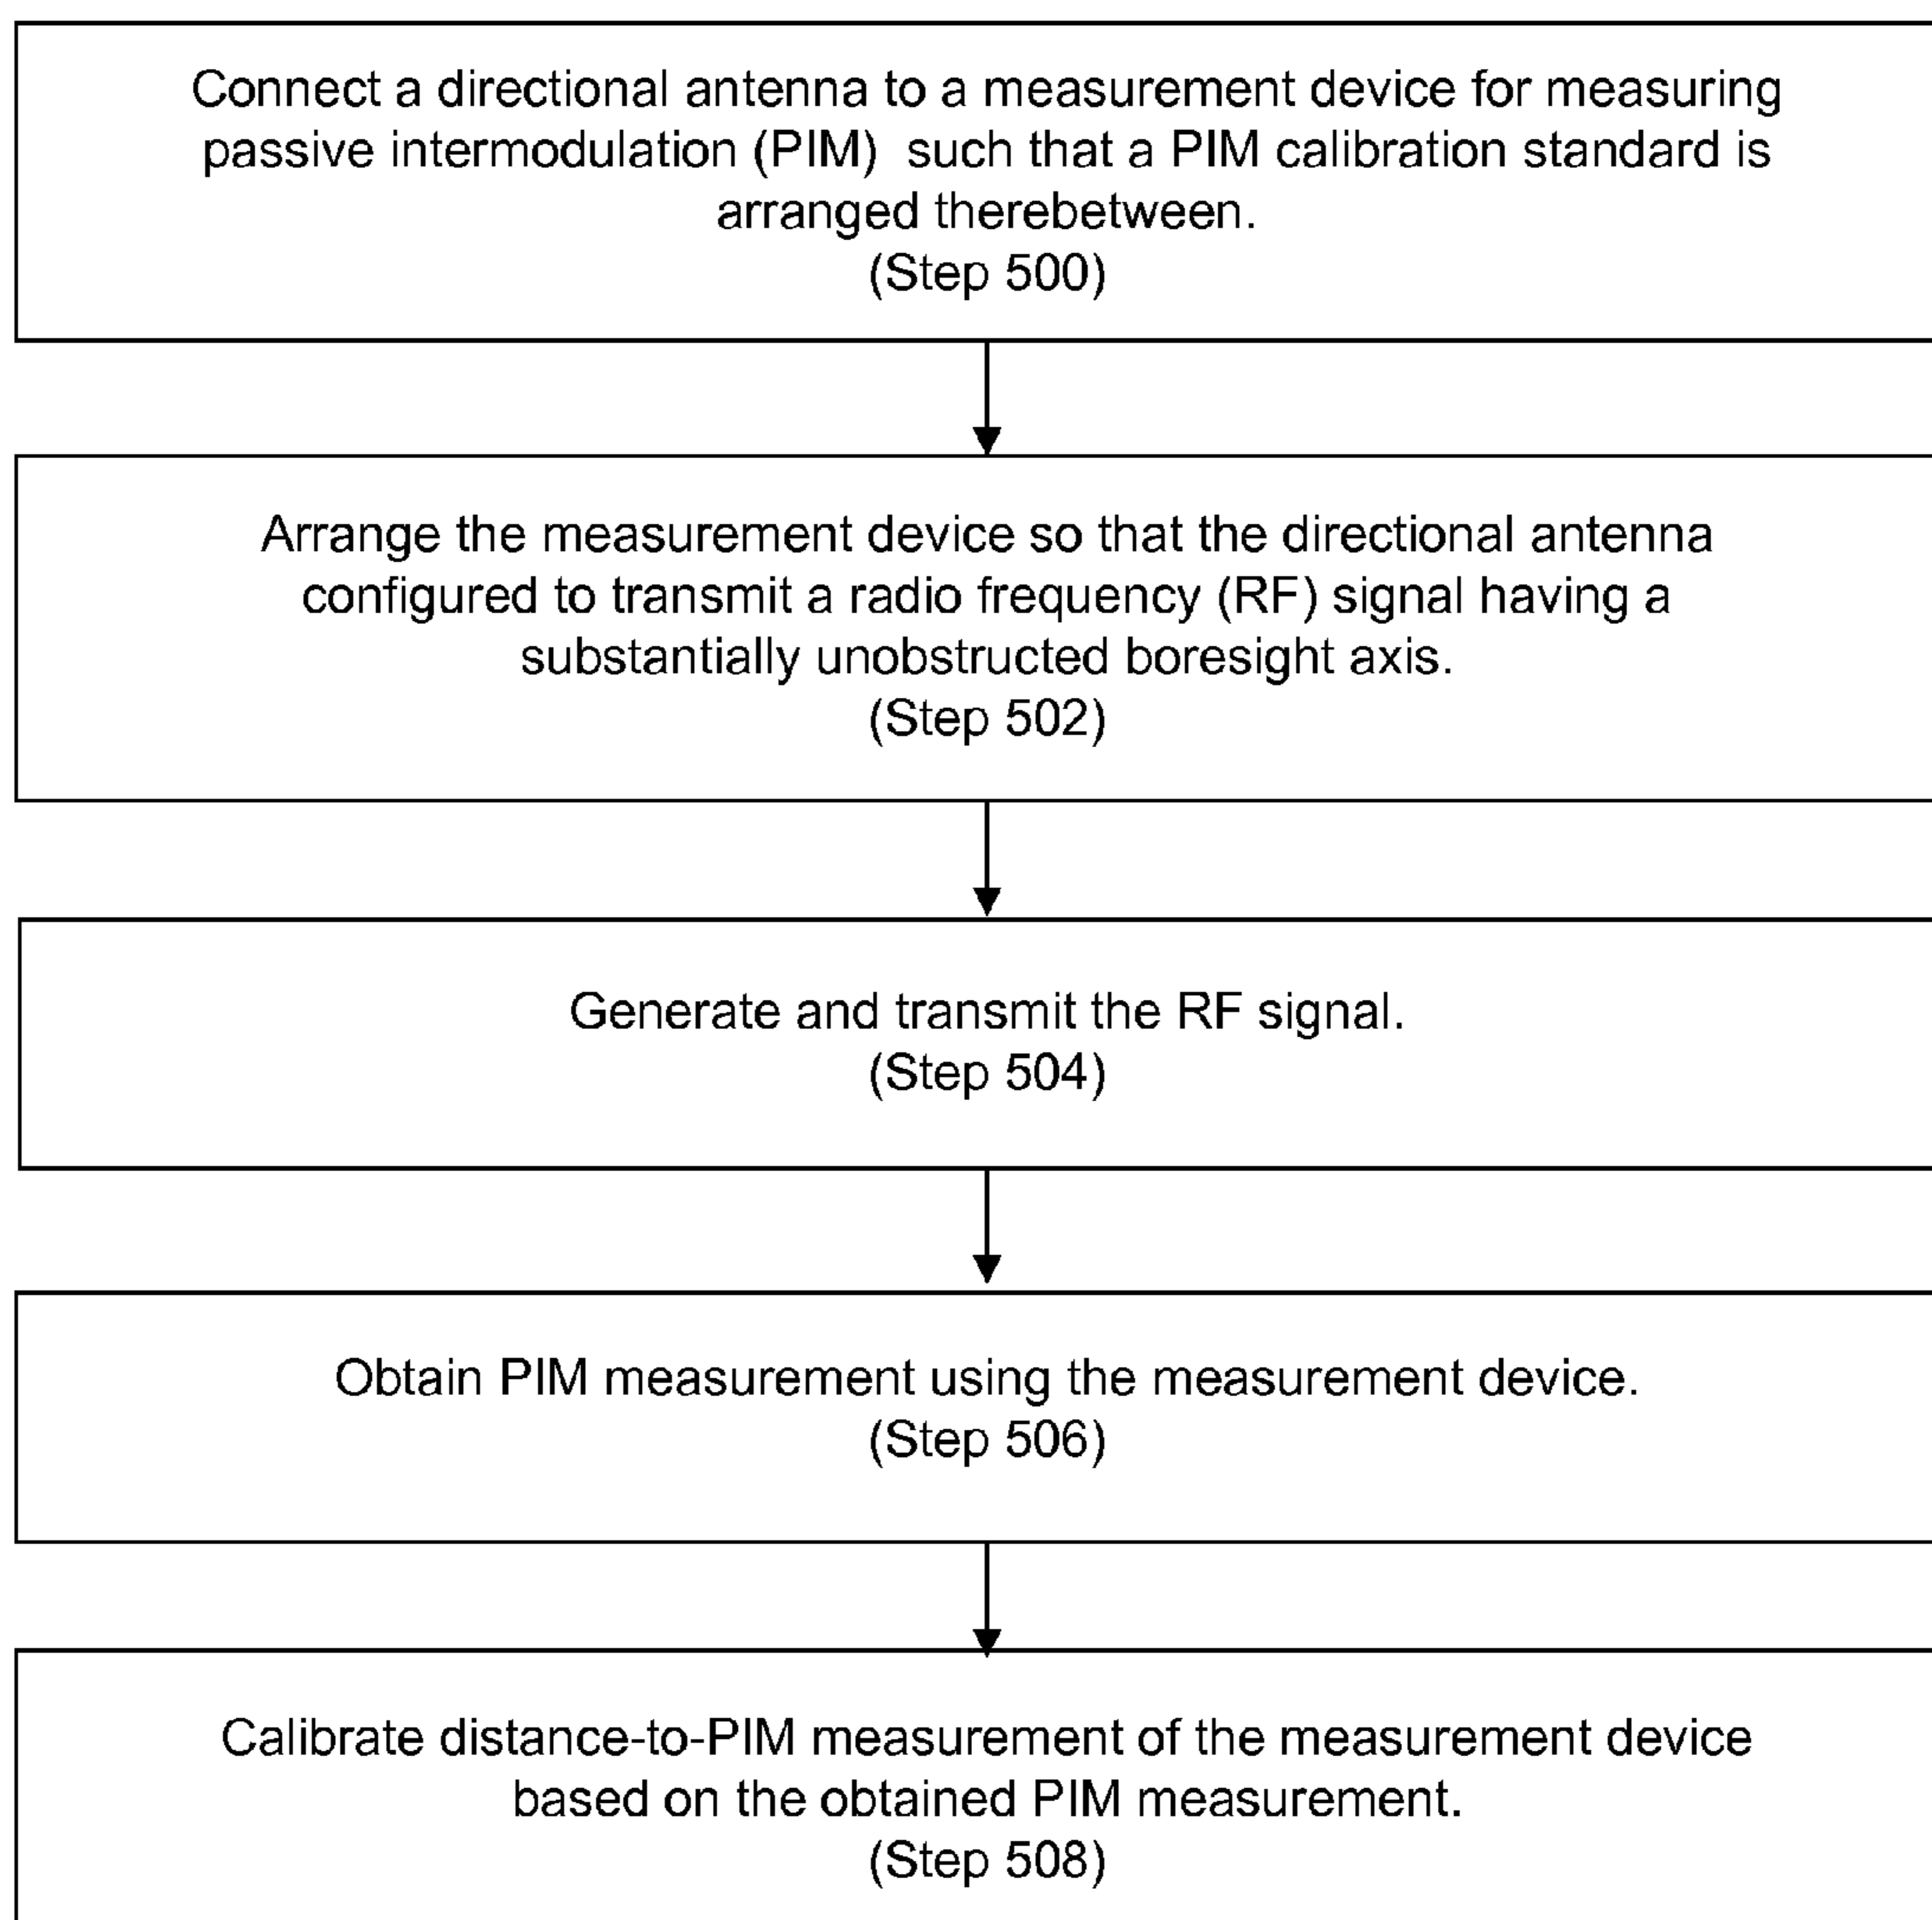 Connect a directional antenna to a measurement device for measuring
passive intermodulation (PIM)  such that a PIM calibration standard is
arranged therebetween.
(Step 500)
Arrange the measurement device so that the directional antenna
configured to transmit a radio frequency (RF) signal having a
substantially unobstructed boresight axis.
(Step 502)
Generate and transmit the RF signal.
(Step 504)
Obtain PIM measurement using the measurement device.
(Step 506)
Calibrate distance-to-PIM measurement of the measurement device
based on the obtained PIM measurement.
(Step 508)